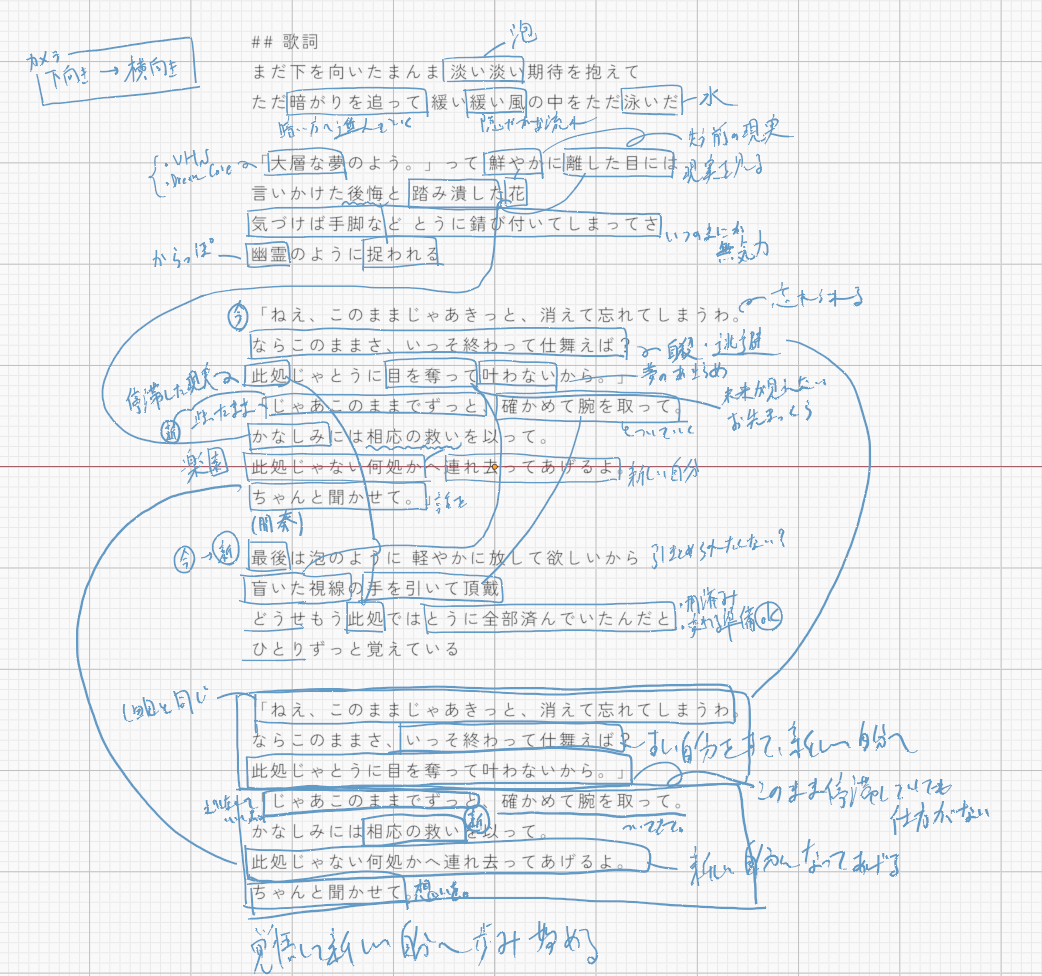 泡
## 歌詞
カメラ
下向き → 横向き
まだ下を向いたまんま 淡い淡い期待を抱えて
ただ暗がりを追って 緩い緩い風の中をただ泳いだ
水
暗い方へ進んでいく
目前の現実
・VHS
・Dream Core
「大層な夢のよう。」って 鮮やかに離した目には
現実を見る
言いかけた後悔と 踏み潰した花
気づけば手脚など とうに錆び付いてしまってさ
いつのまにか
無気力
からっぽ
幽霊のように捉われる
忘れられる
今
「ねえ、このままじゃあきっと、消えて忘れてしまうわ。
ならこのままさ、いっそ終わって仕舞えば？
自殺・逃避
此処じゃとうに目を奪って叶わないから。」
夢のあきらめ
停滞した現実
未来が見えない
お先まっくら
止ったまま
新
「じゃあこのままでずっと、確かめて腕を取って。
かなしみには相応の救いを以って。
楽園
此処じゃない何処かへ連れ去ってあげるよ。
新しい自分
ちゃんと聞かせて。」
(間奏)
今 → 新
最後は泡のように 軽やかに放して欲しいから
引き止められたくない？
盲いた視線の手を引いて頂戴
どうせもう此処ではとうに全部済んでいたんだと
・用済み
・変わる準備OK
ひとりずっと覚えている
1回目と同じ
「ねえ、このままじゃあきっと、消えて忘れてしまうわ。
ならこのままさ、いっそ終わって仕舞えば？
古い自分をすて、新しい自分へ
此処じゃとうに目を奪って叶わないから。」
このまま停滞していても
仕方がない
「じゃあこのままでずっと、確かめて腕を取って。
新
ついてきて。
かなしみには相応の救いを以って。
此処じゃない何処かへ連れ去ってあげるよ。
新しい自分になってあげる
ちゃんと聞かせて。
想いを。
覚悟して新しい自分へ歩み始める